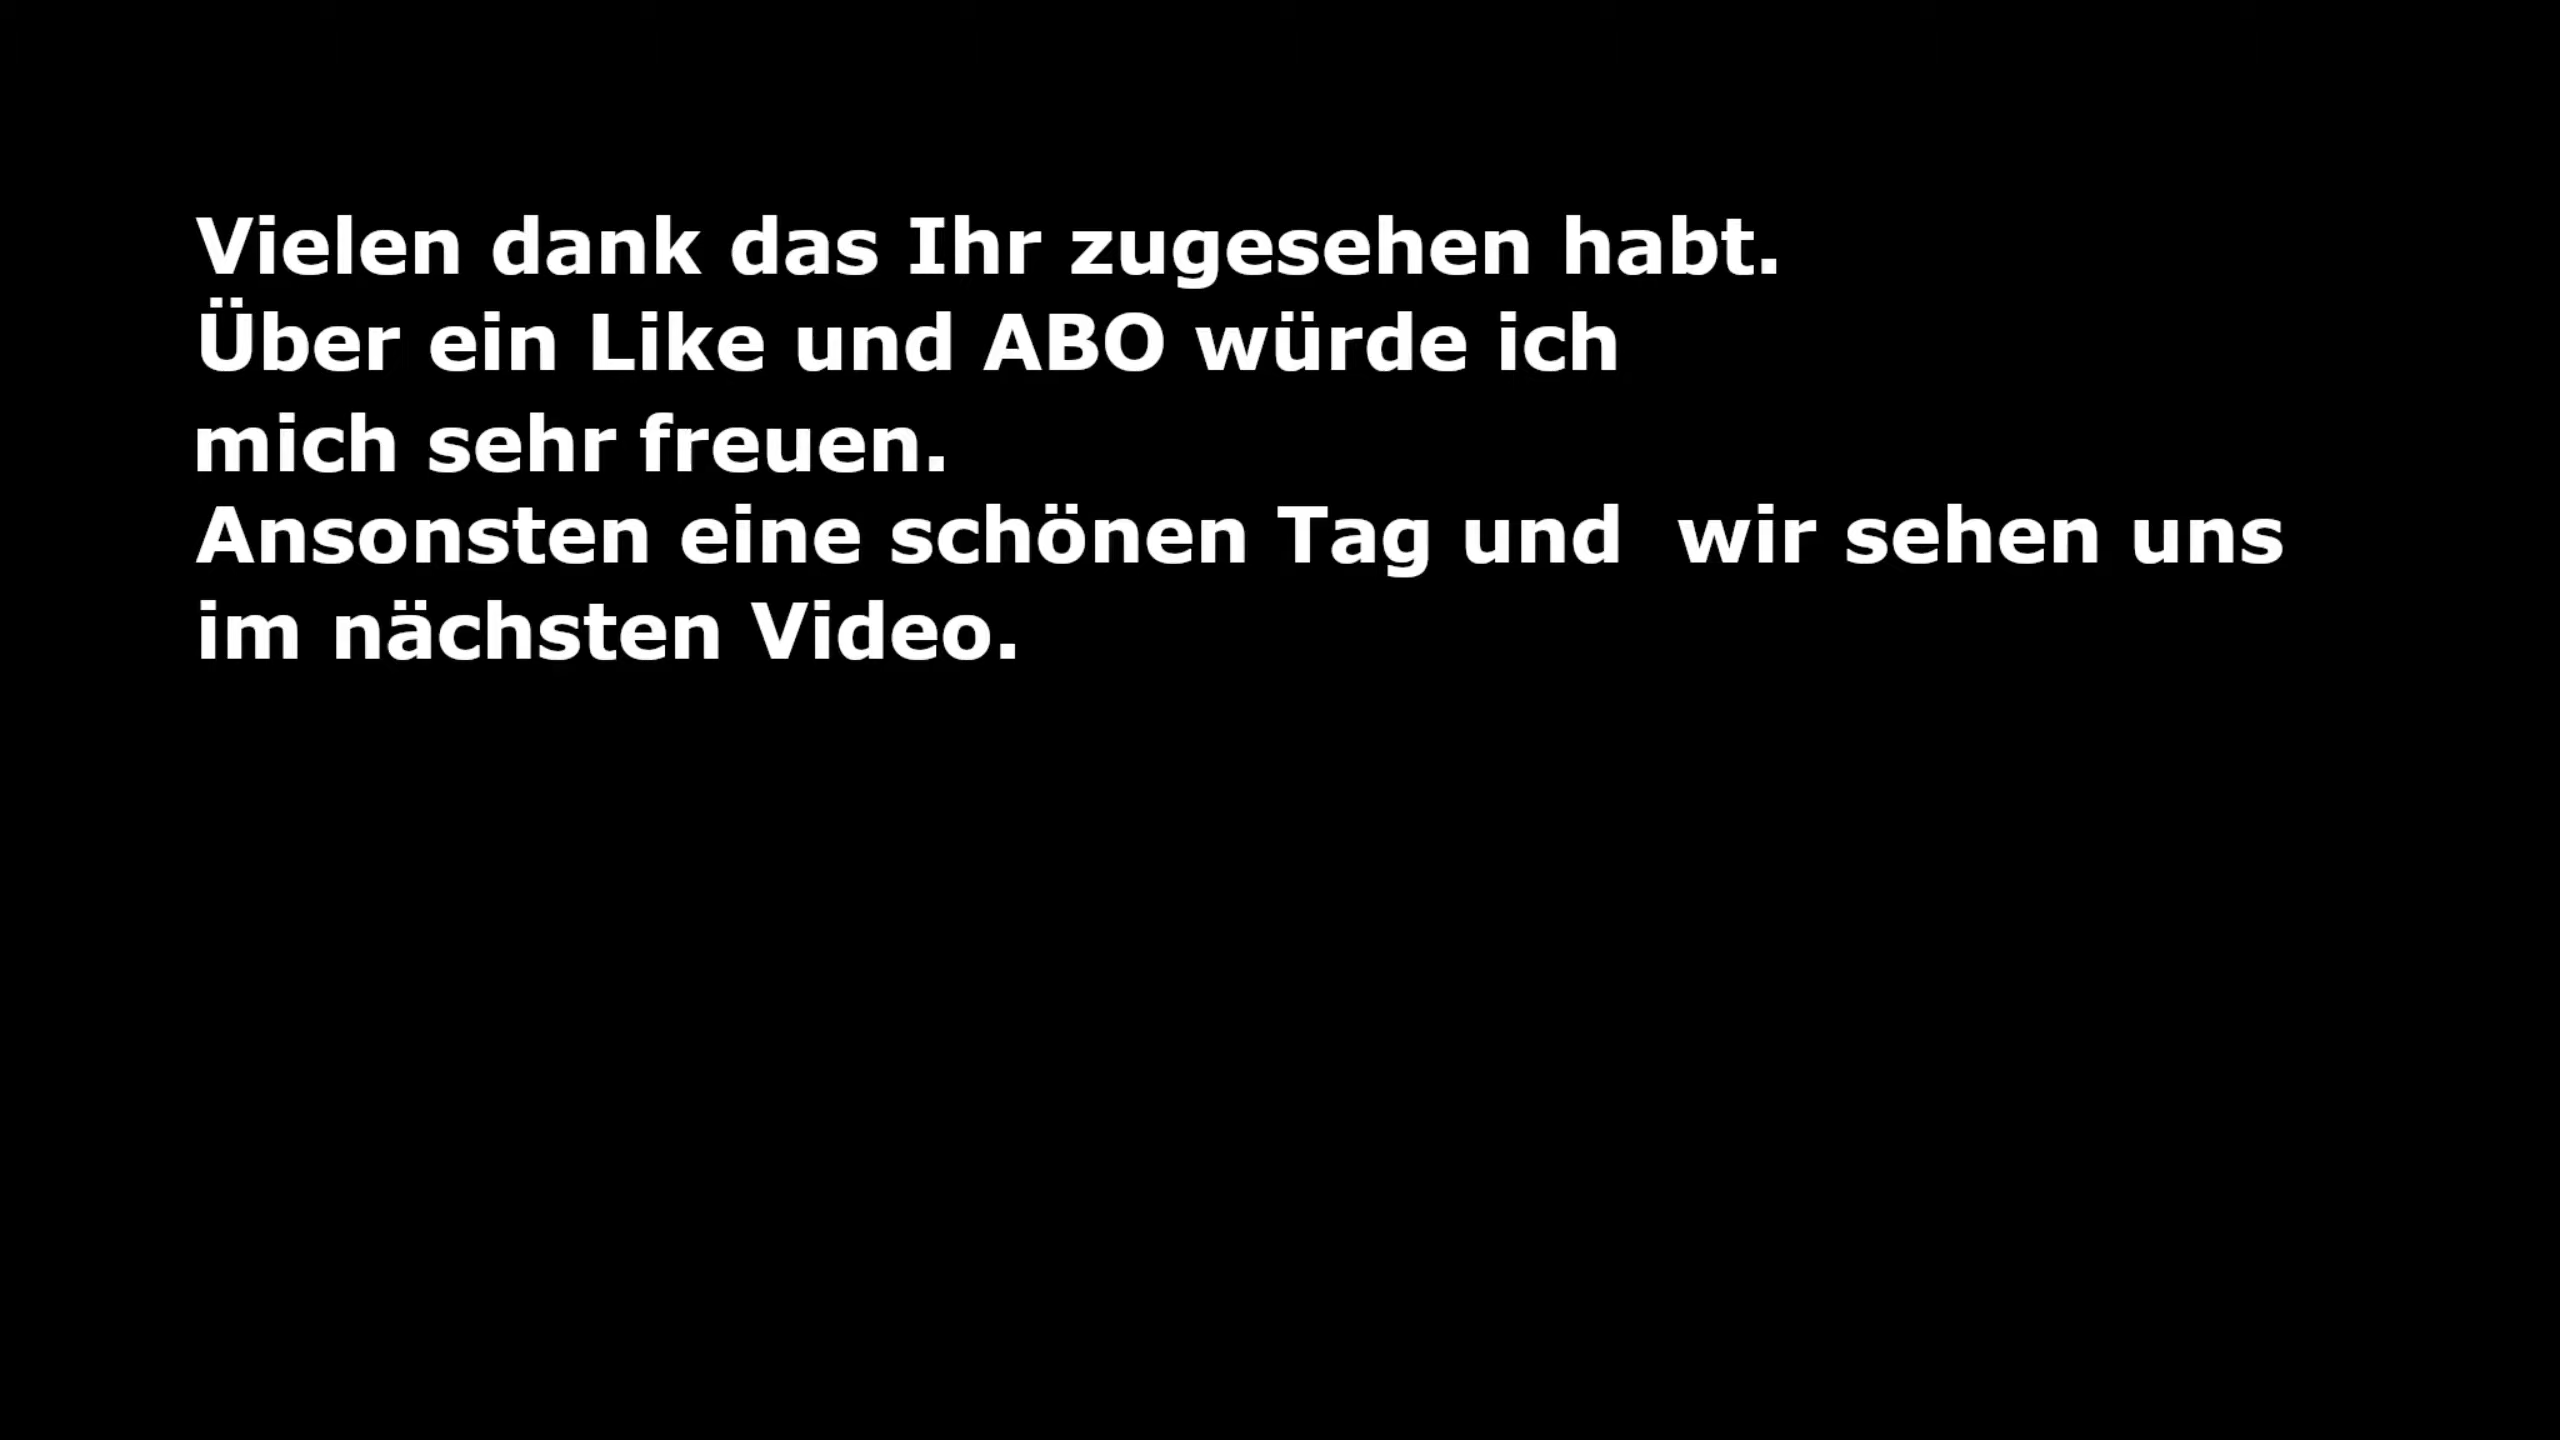 Vielen dank das Ihr zugesehen habt.
Über ein Like und ABO würde ich
mich sehr freuen.
Ansonsten eine schönen Tag und  wir sehen uns
im nächsten Video.